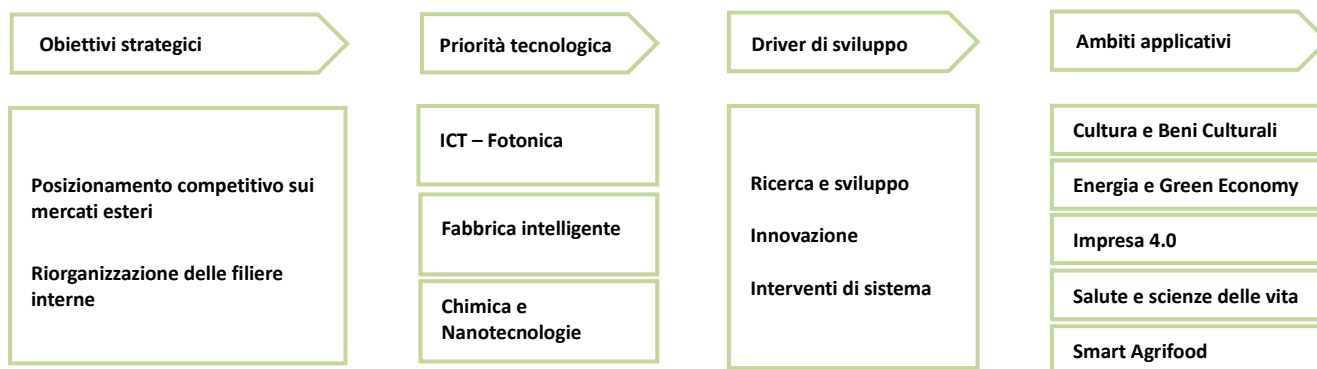 Obiettivi strategici
Priorità tecnologica
Driver di sviluppo
Ambiti applicativi
Posizionamento competitivo sui
mercati esteri
Riorganizzazione delle filiere
interne
ICT – Fotonica
Fabbrica intelligente
Chimica e
Nanotecnologie
Ricerca e sviluppo
Innovazione
Interventi di sistema
Cultura e Beni Culturali
Energia e Green Economy
Impresa 4.0
Salute e scienze delle vita
Smart Agrifood